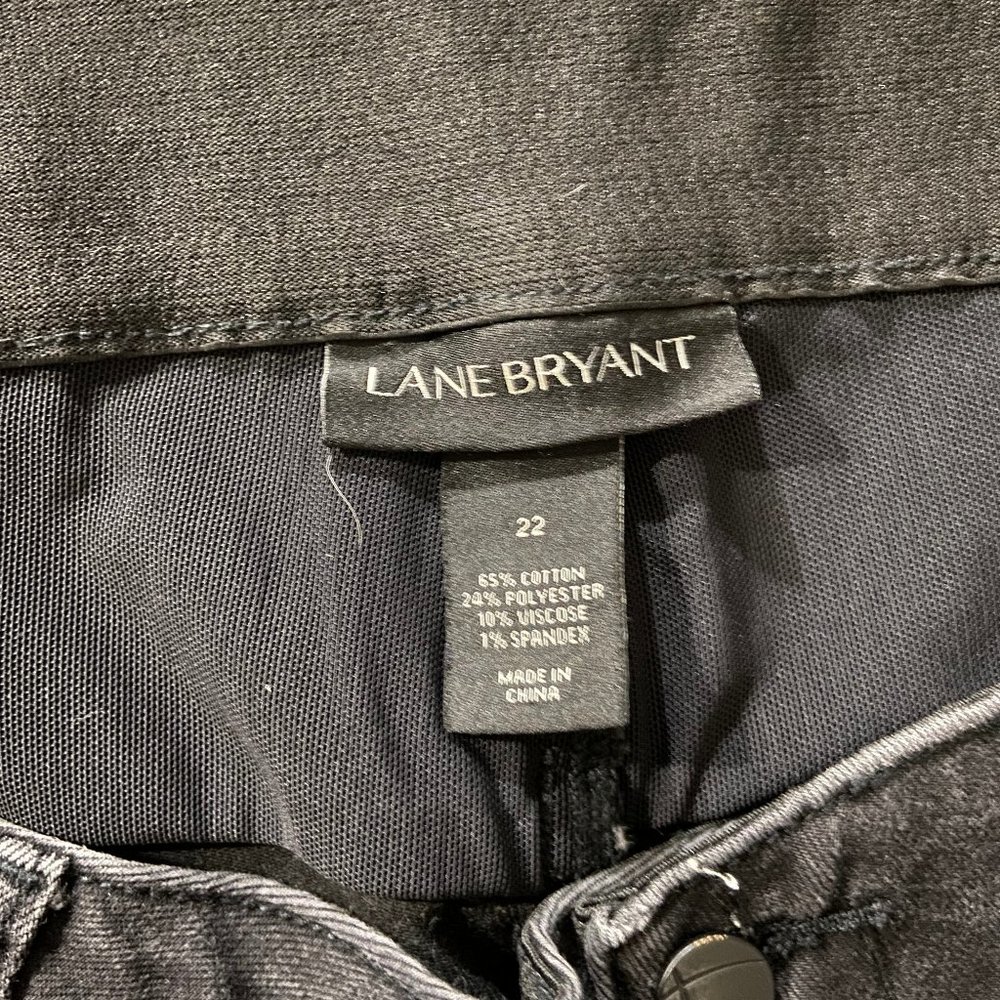 LANE BRYANT
22
65% COTTON
24% POLYESTER
10% VISCOSE
1% SPANDEX
MADE IN
CHINA